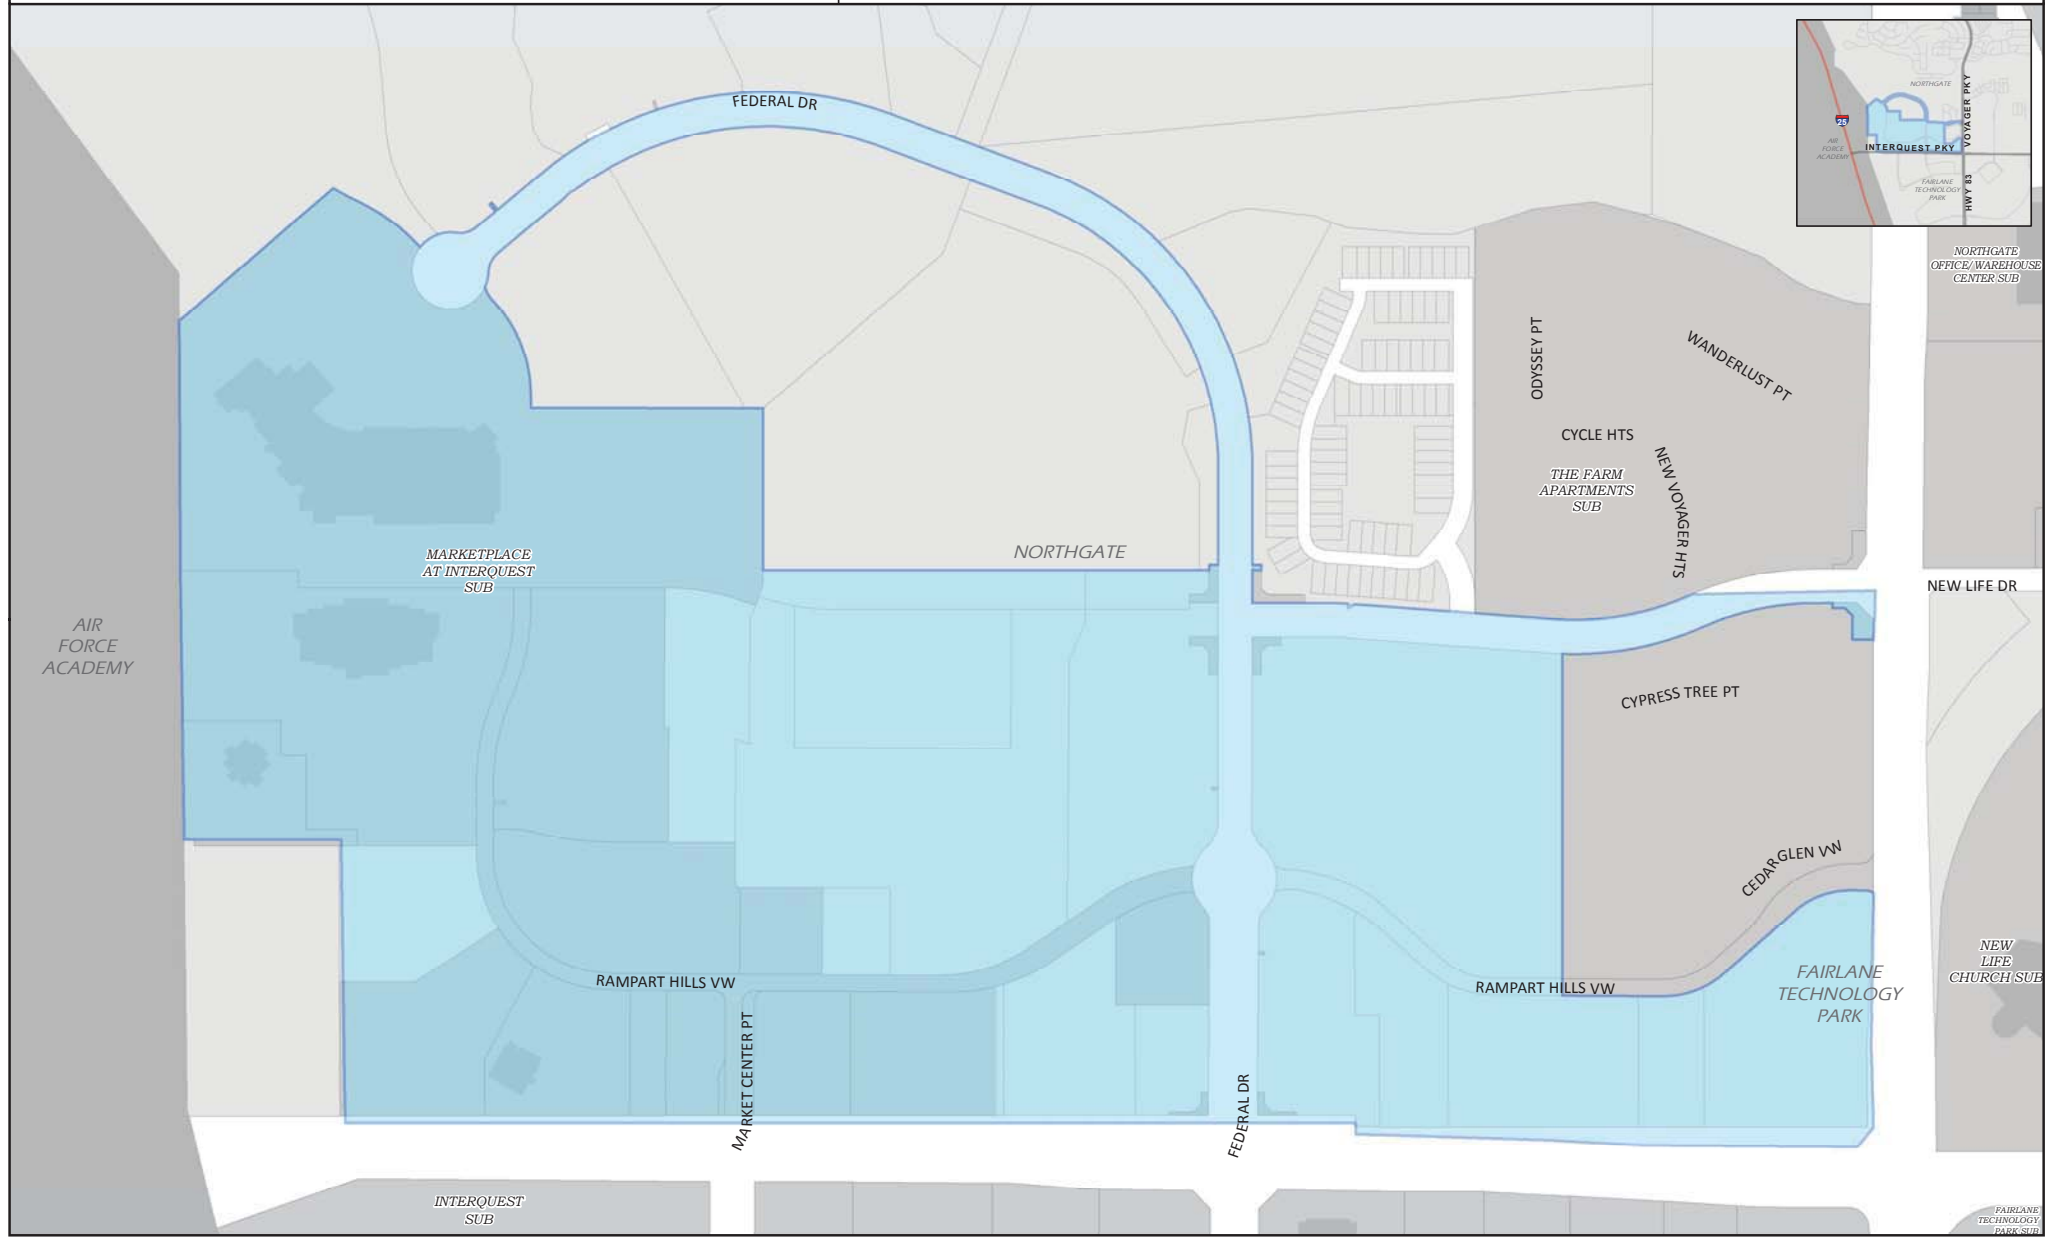 FEDERAL DR
NORTHGATE
VOYAGER PKY
25
AIR
FORCE
ACADEMY
INTERQUEST PKY
FAIRLANE
TECHNOLOGY
PARK
HWY 83
NORTHGATE
OFFICE/WAREHOUSE
CENTER SUB
ODYSSEY PT
WANDERLUST PT
CYCLE HTS
THE FARM
APARTMENTS
SUB
NEW VOYAGER HTS
NORTHGATE
MARKETPLACE
AT INTERQUEST
SUB
NEW LIFE DR
AIR
FORCE
ACADEMY
CYPRESS TREE PT
CEDAR GLEN VW
RAMPART HILLS VW
RAMPART HILLS VW
FAIRLANE
TECHNOLOGY
PARK
NEW
LIFE
CHURCH SUB
MARKET CENTER PT
FEDERAL DR
INTERQUEST
SUB
FAIRLANE
TECHNOLOGY
PARK SUB